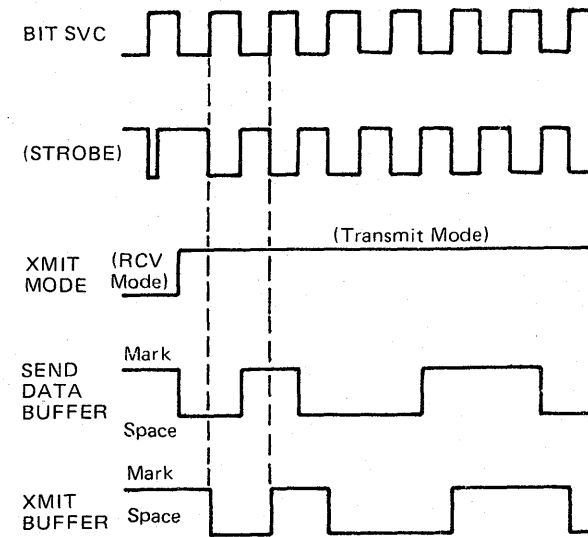 BIT SVC
(STROBE)
(Transmit Mode)
XMIT
MODE
(RCV
Mode)
Mark
SEND
DATA
BUFFER
Space
Mark
XMIT
BUFFER
Space